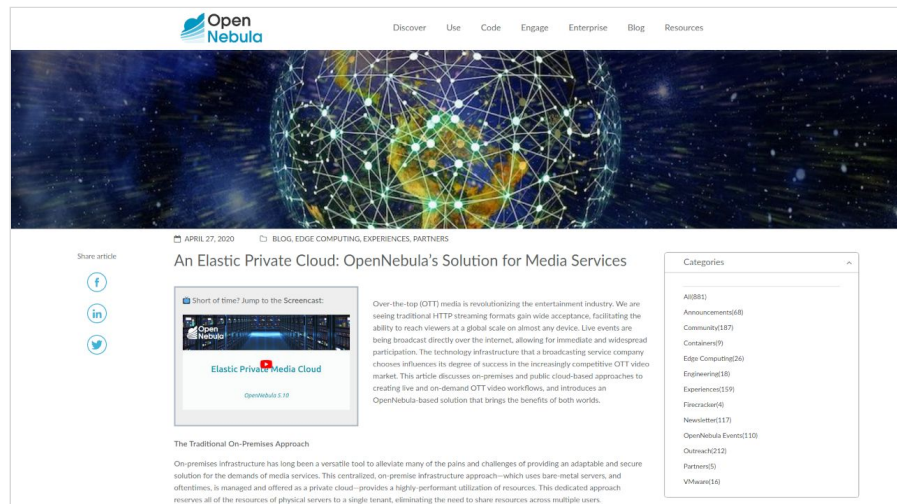 Open
Nebula
Discover Use Code Engage Enterprise Blog Resources
APRIL 27, 2020 BLOG, EDGE COMPUTING, EXPERIENCES, PARTNERS
Share article
An Elastic Private Cloud: OpenNebula's Solution for Media Services
Short of time? Jump to the Screencast:
Open
Nebula
Elastic Private Media Cloud
OpenNebula 5.10
Over-the-top (OTT) media is revolutionizing the entertainment industry. We are
seeing traditional HTTP streaming formats gain wide acceptance, facilitating the
ability to reach viewers at a global scale on almost any device. Live events are
being broadcast directly over the internet, allowing for immediate and widespread
participation. The technology infrastructure that a broadcasting service company
chooses influences its degree of success in the increasingly competitive OTT video
market. This article discusses on-premises and public cloud-based approaches to
creating live and on-demand OTT video workflows, and introduces an
OpenNebula-based solution that brings the benefits of both worlds.
The Traditional On-Premises Approach
On-premises infrastructure has long been a versatile tool to alleviate many of the pains and challenges of providing an adaptable and secure
solution for the demands of media services. This centralized, on-premise infrastructure approach—which uses bare-metal servers, and
oftentimes, is managed and offered as a private cloud—provides a highly-performant utilization of resources. This dedicated approach
reserves all of the resources of physical servers to a single tenant, eliminating the need to share resources across multiple users.
Categories
All(881)
Announcements(68)
Community(187)
Containers(9)
Edge Computing(26)
Engineering(18)
Experiences(159)
Firecracker(4)
Newsletter(117)
OpenNebula Events(110)
Outreach(212)
Partners(5)
VMware(16)